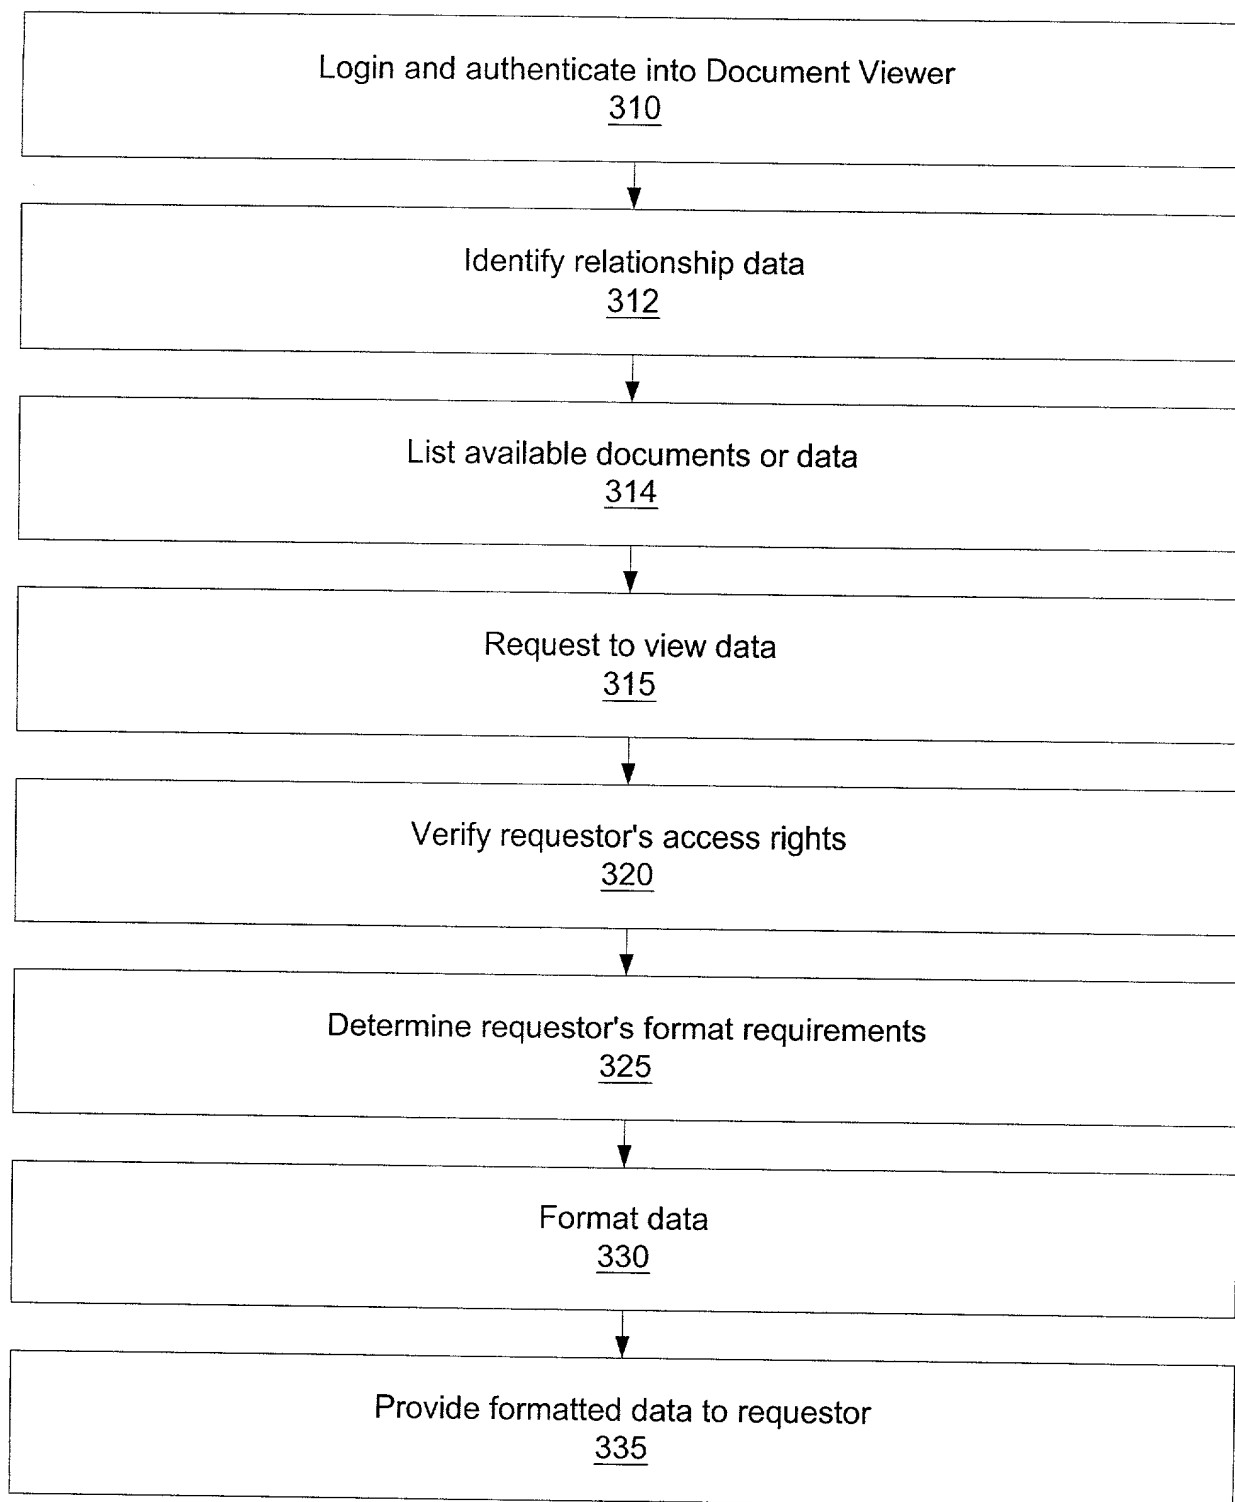 Login and authenticate into Document Viewer
310
Identify relationship data
312
List available documents or data
314
Request to view data
315
Verify requestor's access rights
320
Determine requestor's format requirements
325
Format data
330
Provide formatted data to requestor
335